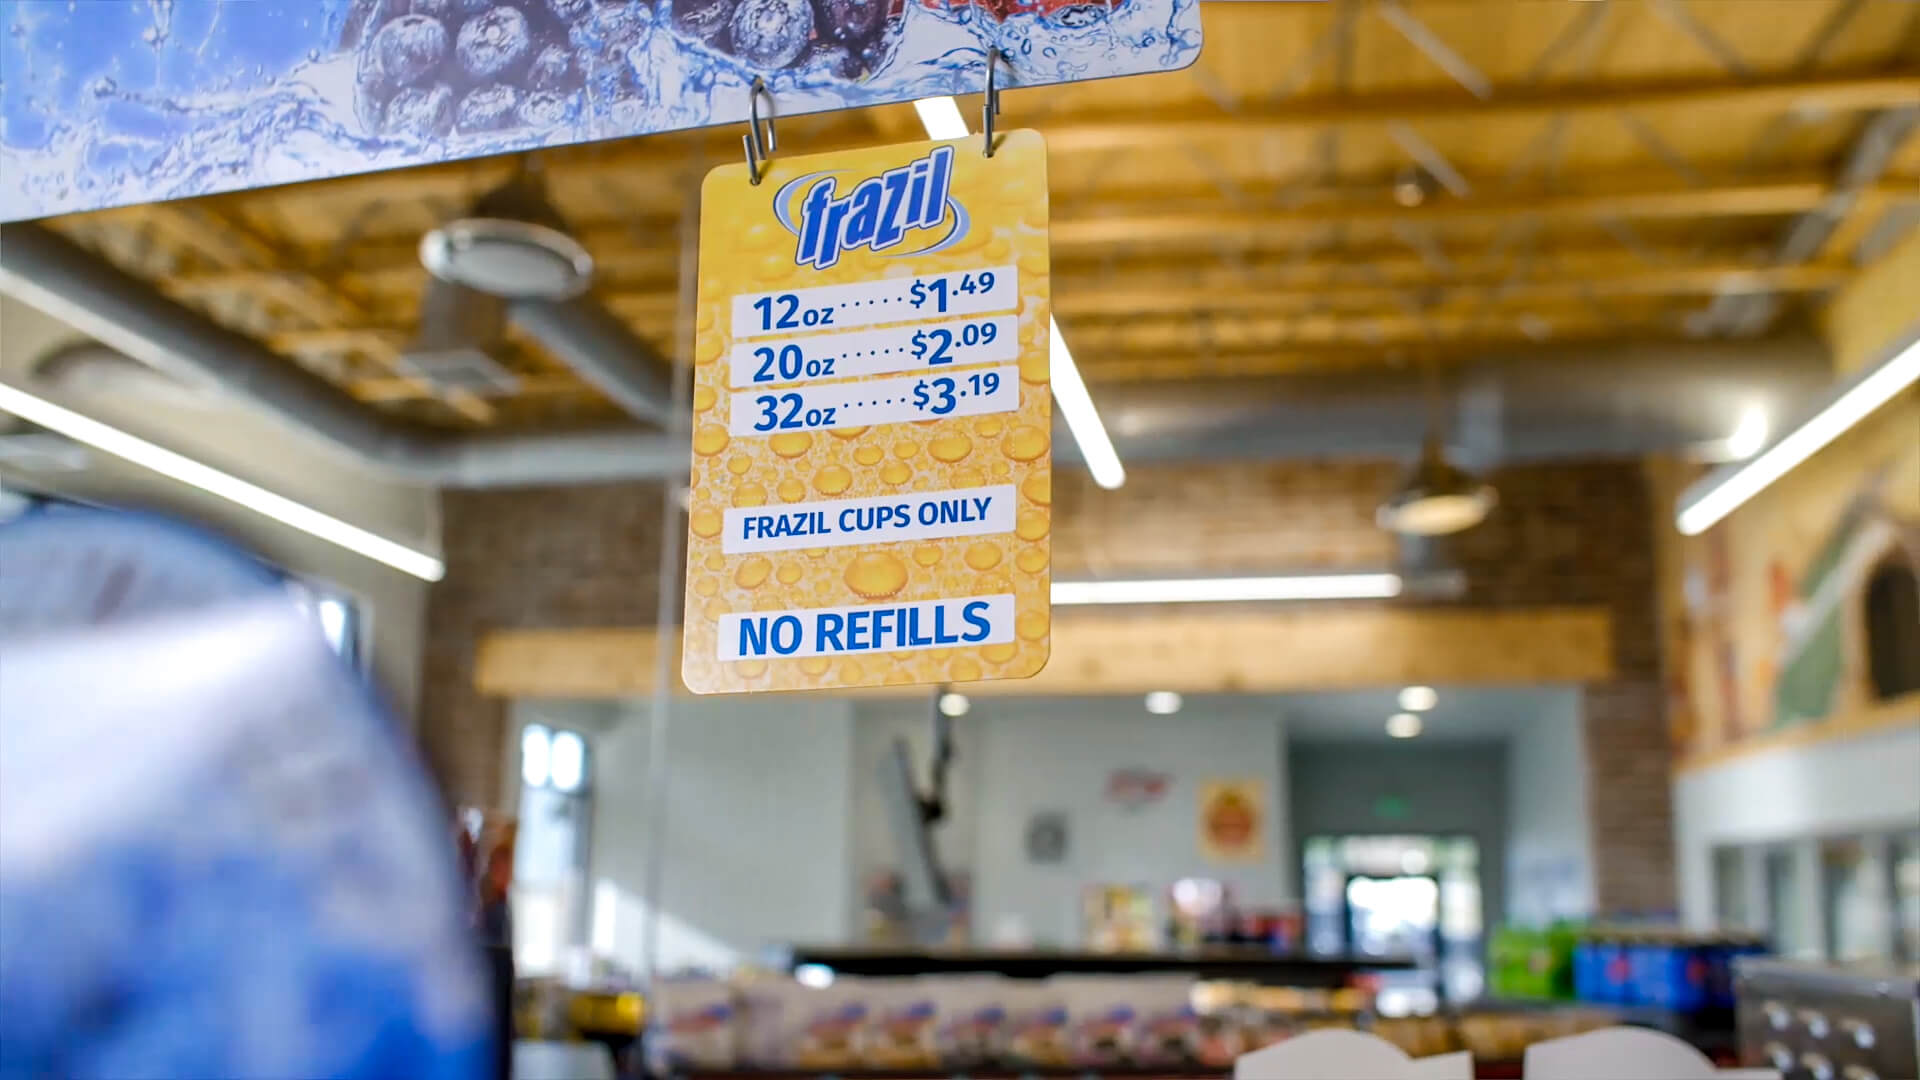 frazil
12oz.....$1.49
20oz.....$2.09
32oz.....$3.19
FRAZIL CUPS ONLY
NO REFILLS